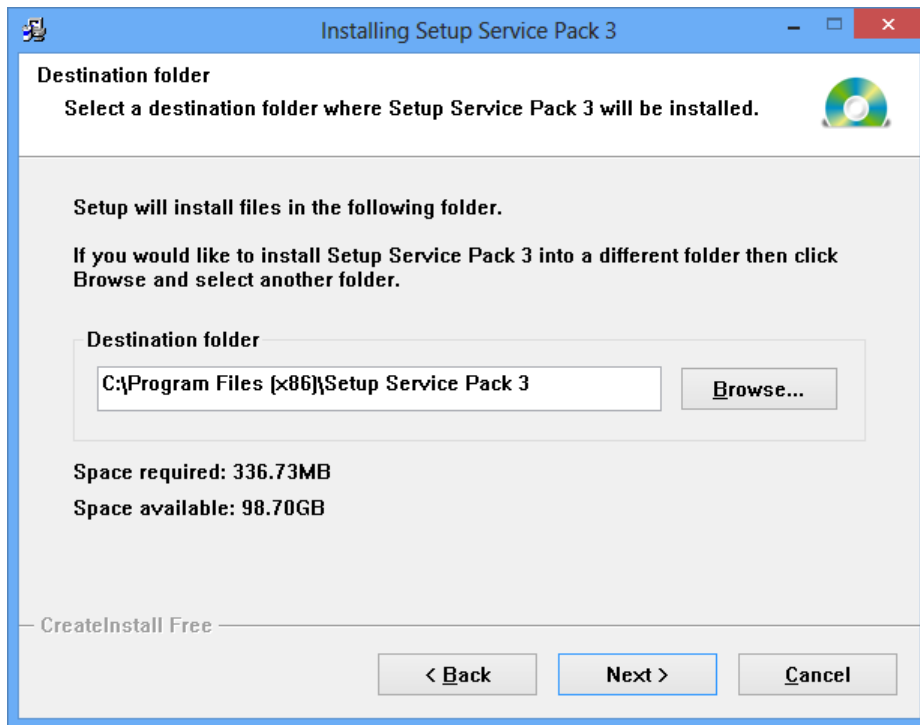 Installing Setup Service Pack 3
Destination folder
Select a destination folder where Setup Service Pack 3 will be installed.
Setup will install files in the following folder.
If you would like to install Setup Service Pack 3 into a different folder then click
Browse and select another folder.
Destination folder
C:\Program Files (x86)\Setup Service Pack 3
Browse...
Space required: 336.73MB
Space available: 98.70GB
CreateInstall Free
< Back
Next >
Cancel